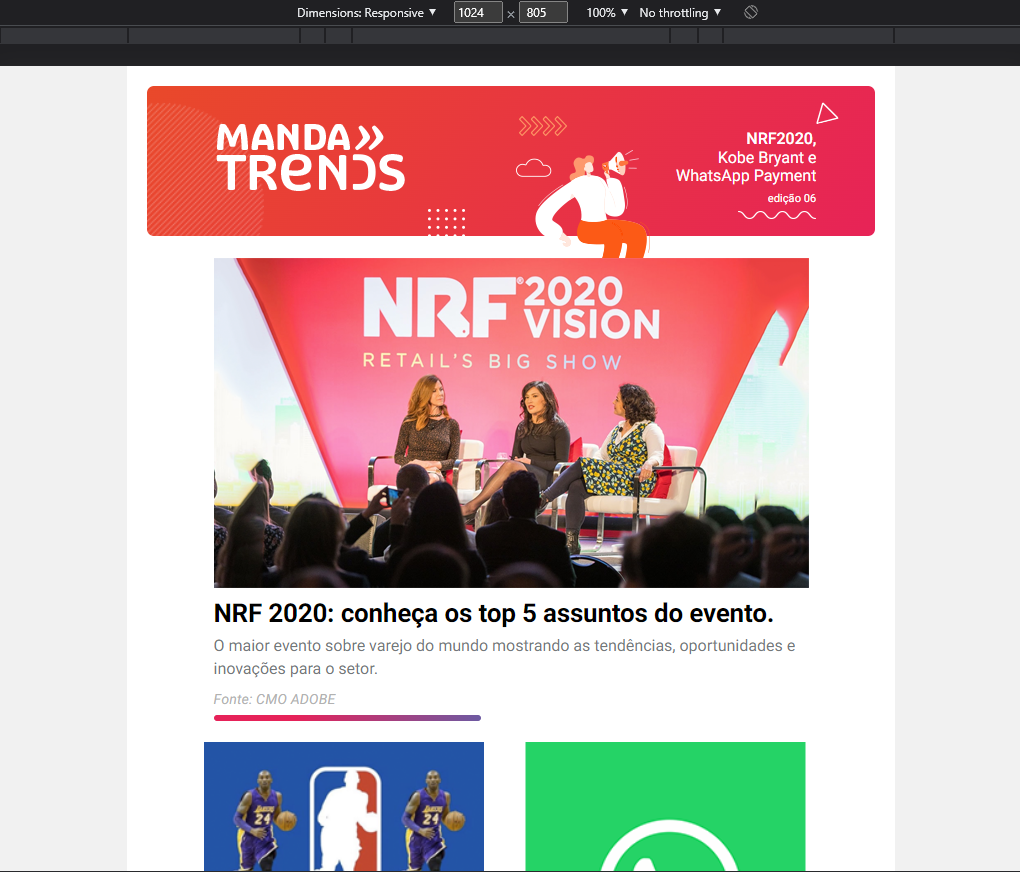 Dimensions: Responsive ▼ 1024 × 805 100% ▼ No throttling ▼
MANDA
TRENDS
NRF2020,
Kobe Bryant e
WhatsApp Payment
edição 06
NRF® 2020
VISION
RETAIL'S BIG SHOW
NRF 2020: conheça os top 5 assuntos do evento.
O maior evento sobre varejo do mundo mostrando as tendências, oportunidades e
inovações para o setor.
Fonte: CMO ADOBE
24
24